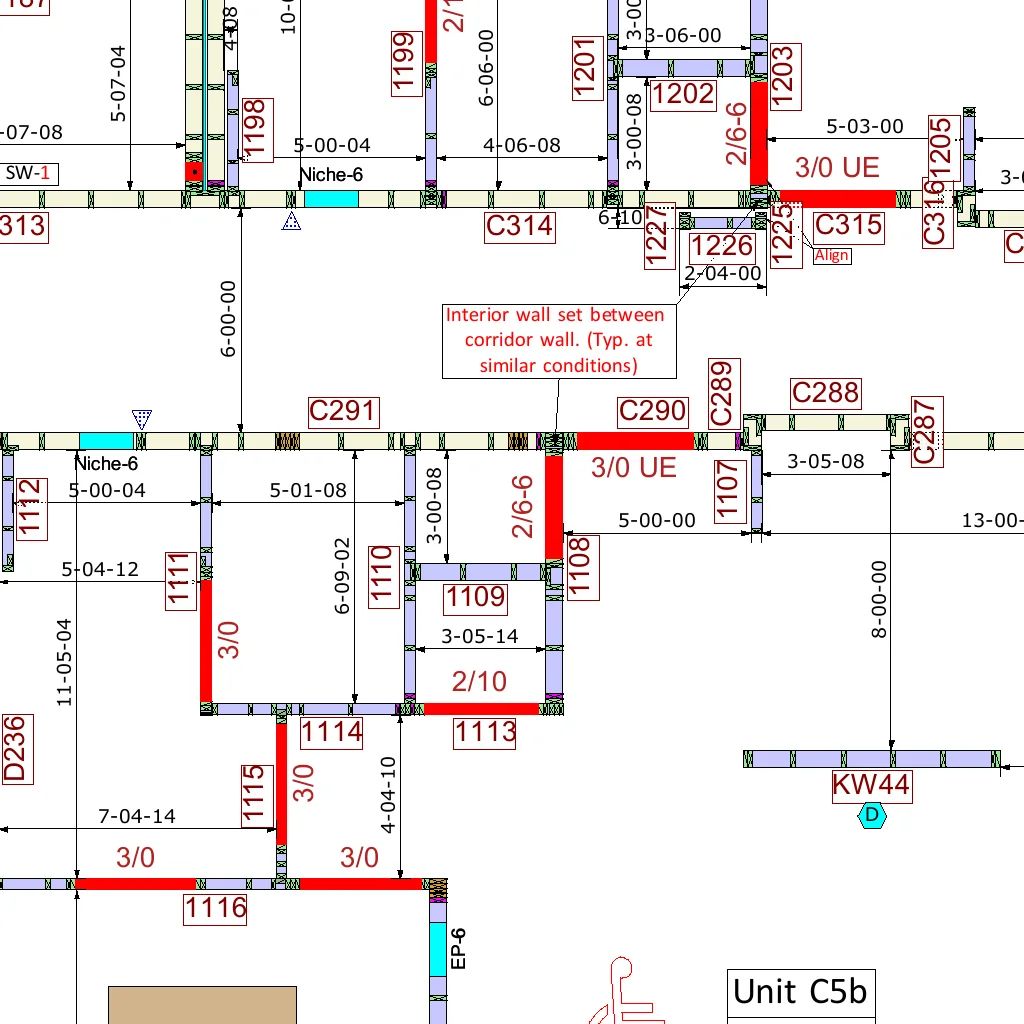 5-07-04
4-08
1199
6-06-00
1201
3-06-00
1202
1203
3-00-08
2/6-6
-07-08
1198
5-00-04
4-06-08
5-03-00
1205
3/0 UE
SW-1
Niche-6
313
C314
6-10
1227
1226
1225
C315
C316
Align
2-04-00
6-00-00
Interior wall set between
corridor wall. (Typ. at
similar conditions)
C291
C290
C289
C288
C287
Niche-6
3/0 UE
3-05-08
1112
5-00-04
5-01-08
3-00-08
2/6-6
1107
5-00-00
13-00-
5-04-12
1111
6-09-02
1110
1109
1108
8-00-00
11-05-04
3/0
3-05-14
2/10
D236
1114
1113
1115
3/0
4-04-10
KW44
D
7-04-14
3/0
3/0
1116
EP-6
Unit C5b